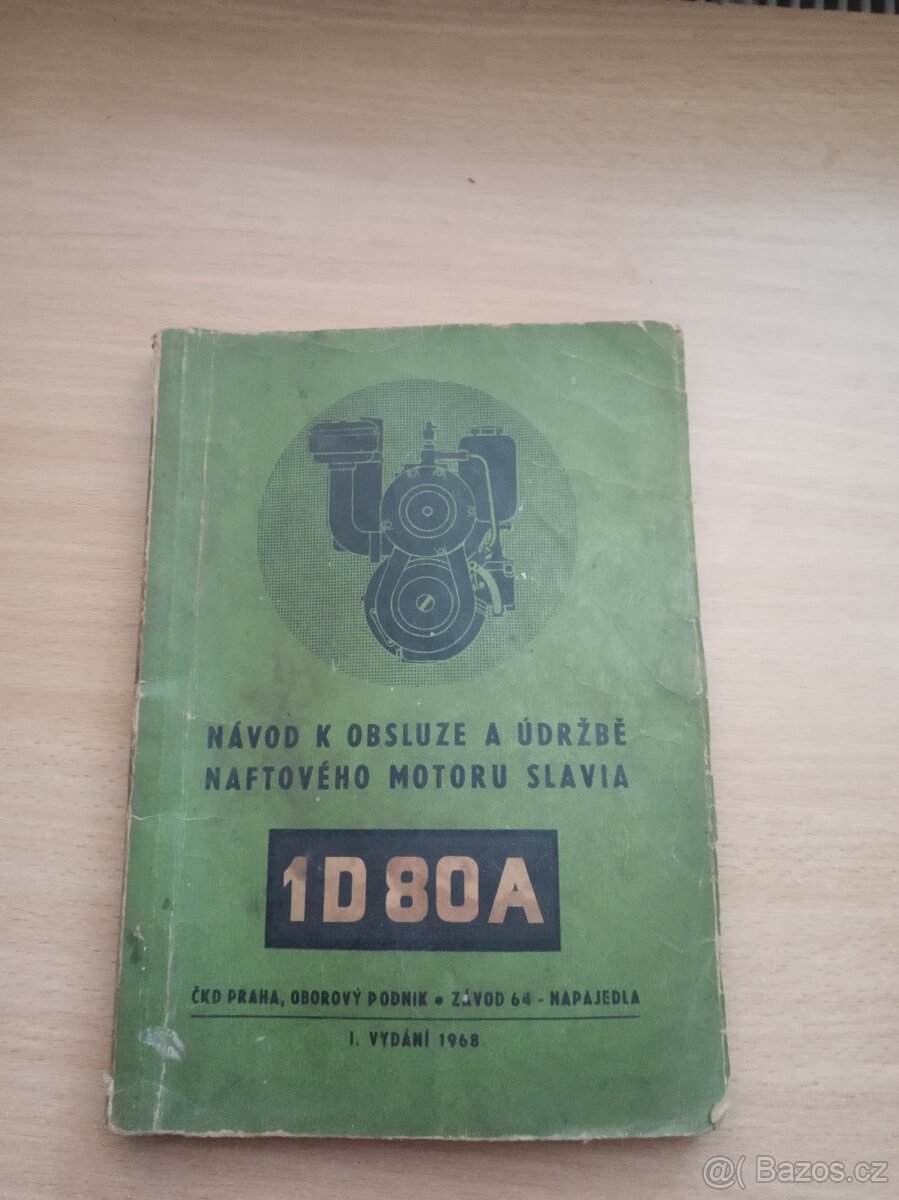 NÁVOD K OBSLUZE A ÚDRŽBĚ
NAFTOVÉHO MOTORU SLAVIA
1D80A
ČKD PRAHA, OBOROVÝ PODNIK • ZÁVOD 64 - NAPAJEDLA
I. VYDÁNÍ 1968
@( Bazos.cz